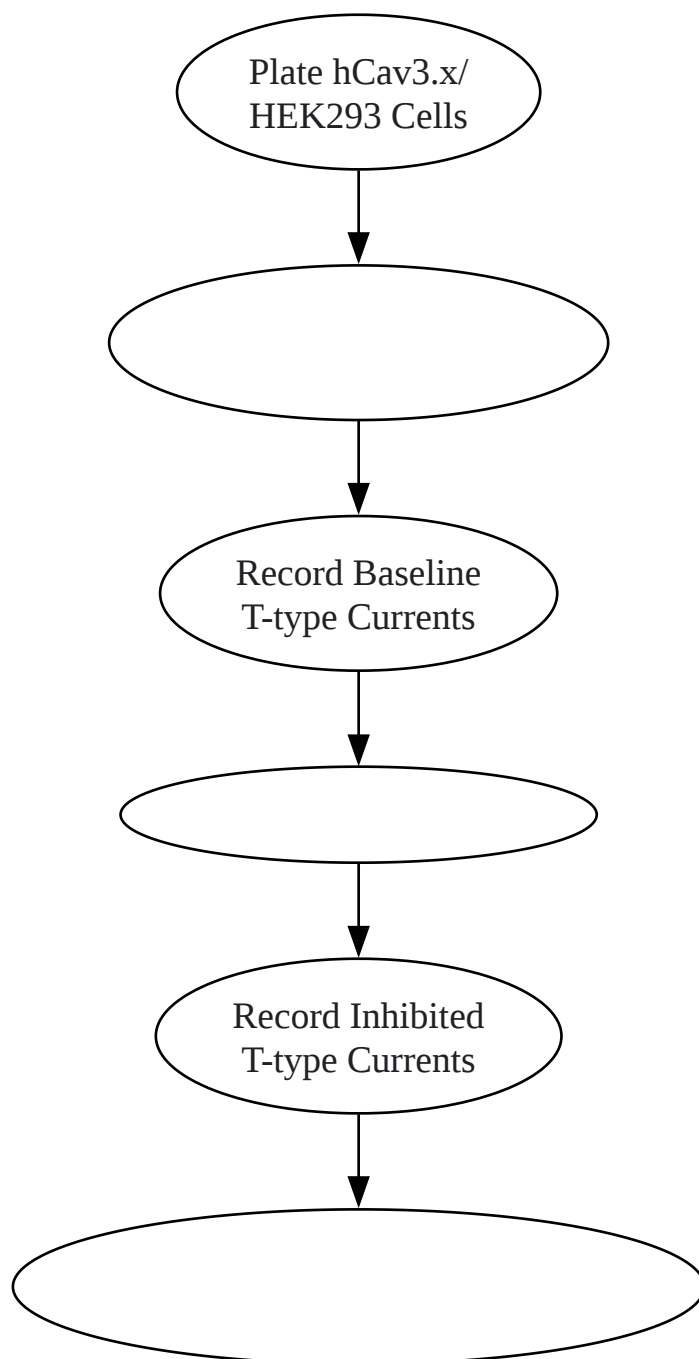 Plate hCav3.x/
HEK293 Cells
Record Baseline
T-type Currents
Record Inhibited
T-type Currents